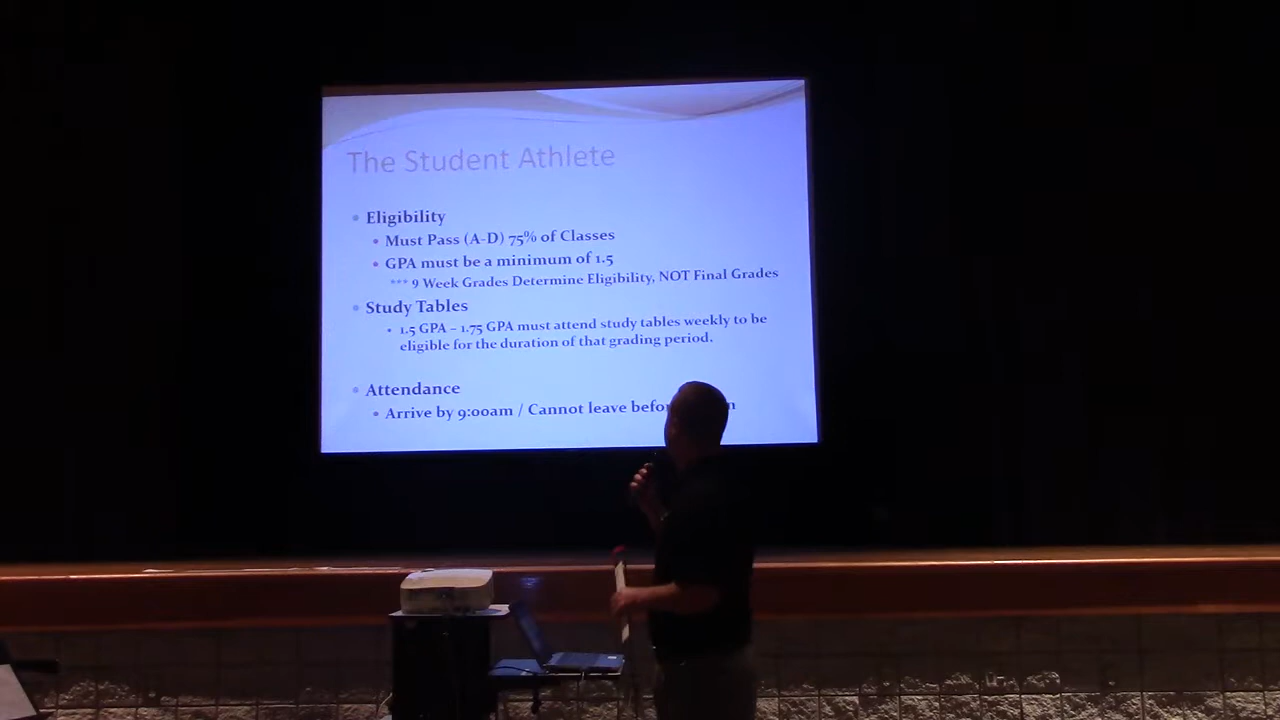 The Student Athlete
• Eligibility
• Must Pass (A-D) 75% of Classes
• GPA must be a minimum of 1.5
*** 9 Week Grades Determine Eligibility, NOT Final Grades
• Study Tables
• 1.5 GPA – 1.75 GPA must attend study tables weekly to be
eligible for the duration of that grading period.
• Attendance
• Arrive by 9:00am / Cannot leave